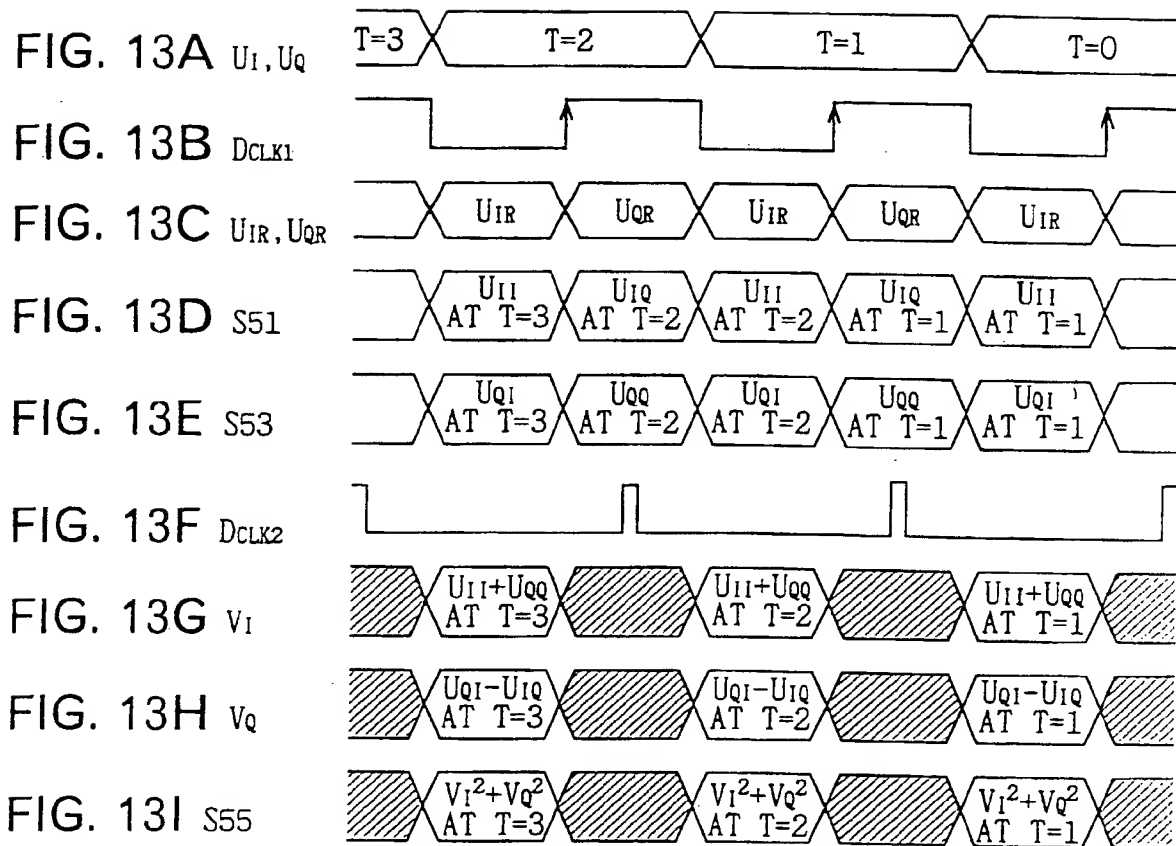 FIG. 13A UI,UQ T=3 T=2 T=1 T=0
FIG. 13B DCLK1
FIG. 13C UIR,UQR UIR UQR UIR UQR UIR
FIG. 13D S51 UII UIQ UII UIQ UII
AT T=3 AT T=2 AT T=2 AT T=1 AT T=1
FIG. 13E S53 UQI UQQ UQI UQQ UQI
AT T=3 AT T=2 AT T=2 AT T=1 AT T=1
FIG. 13F DCLK2
FIG. 13G VI UII+UQQ UII+UQQ UII+UQQ
AT T=3 AT T=2 AT T=1
FIG. 13H VQ UQI-UIQ UQI-UIQ UQI-UIQ
AT T=3 AT T=2 AT T=1
FIG. 13I S55 VI²+VQ² VI²+VQ² VI²+VQ²
AT T=3 AT T=2 AT T=1